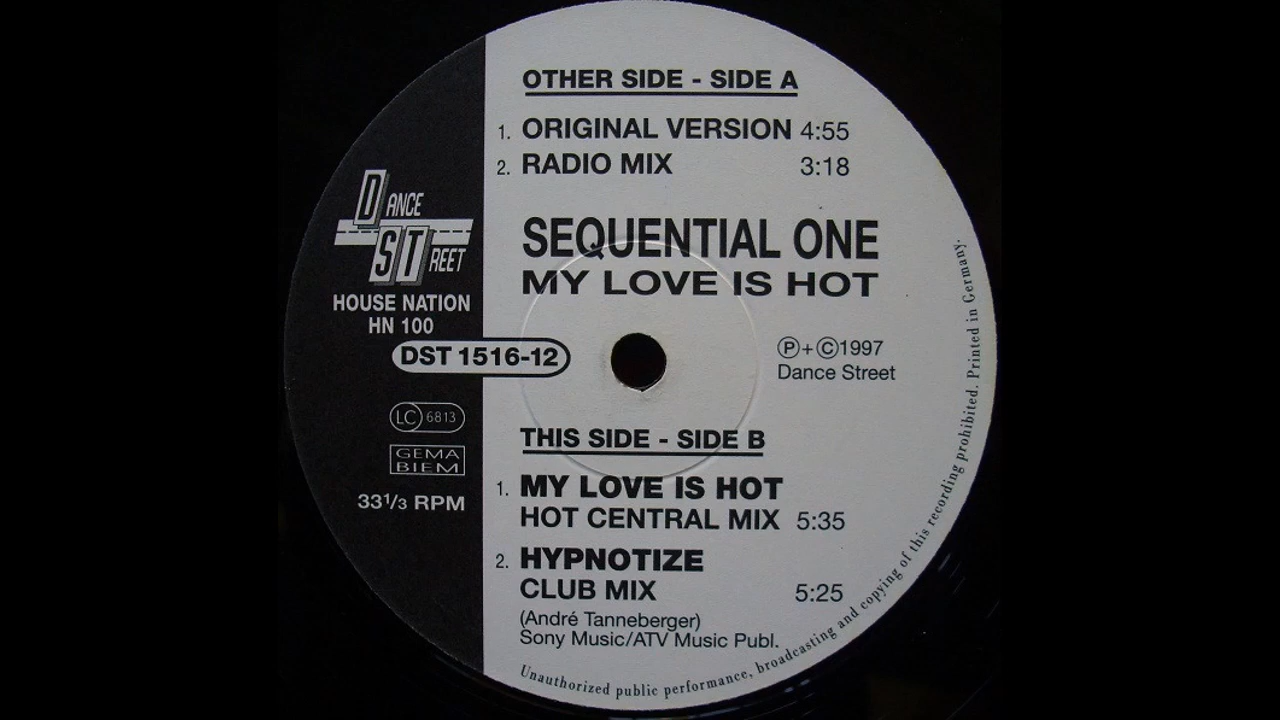 OTHER SIDE - SIDE A
1. ORIGINAL VERSION 4:55
2. RADIO MIX 3:18
DANCE
STREET
HOUSE NATION
HN 100
DST 1516-12
LC 6813
GEMA
BIEM
33 1/3 RPM
SEQUENTIAL ONE
MY LOVE IS HOT
Ⓟ+©1997
Dance Street
THIS SIDE - SIDE B
1. MY LOVE IS HOT
HOT CENTRAL MIX 5:35
2. HYPNOTIZE
CLUB MIX 5:25
(André Tanneberger)
Sony Music/ATV Music Publ.
Unauthorized public performance, broadcasting and copying of this recording prohibited. Printed in Germany.